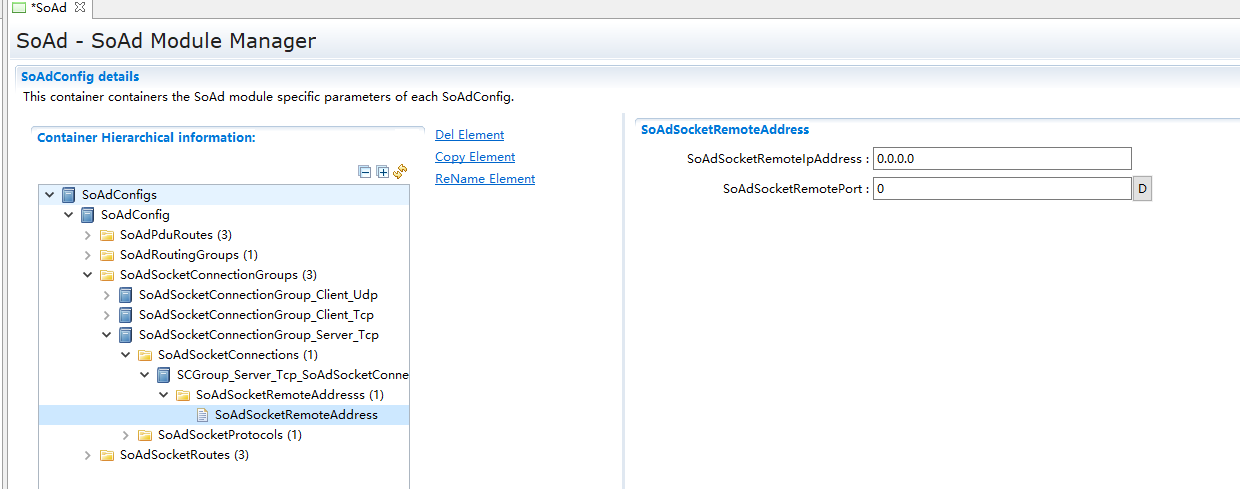 *SoAd
SoAd - SoAd Module Manager
SoAdConfig details
This container containers the SoAd module specific parameters of each SoAdConfig.
Container Hierarchical information:
Del Element
Copy Element
ReName Element
SoAdConfigs
SoAdConfig
SoAdPduRoutes (3)
SoAdRoutingGroups (1)
SoAdSocketConnectionGroups (3)
SoAdSocketConnectionGroup_Client_Udp
SoAdSocketConnectionGroup_Client_Tcp
SoAdSocketConnectionGroup_Server_Tcp
SoAdSocketConnections (1)
SCGroup_Server_Tcp_SoAdSocketConne
SoAdSocketRemoteAddresss (1)
SoAdSocketRemoteAddress
SoAdSocketProtocols (1)
SoAdSocketRoutes (3)
SoAdSocketRemoteAddress
SoAdSocketRemoteIpAddress : 0.0.0.0
SoAdSocketRemotePort : 0 D